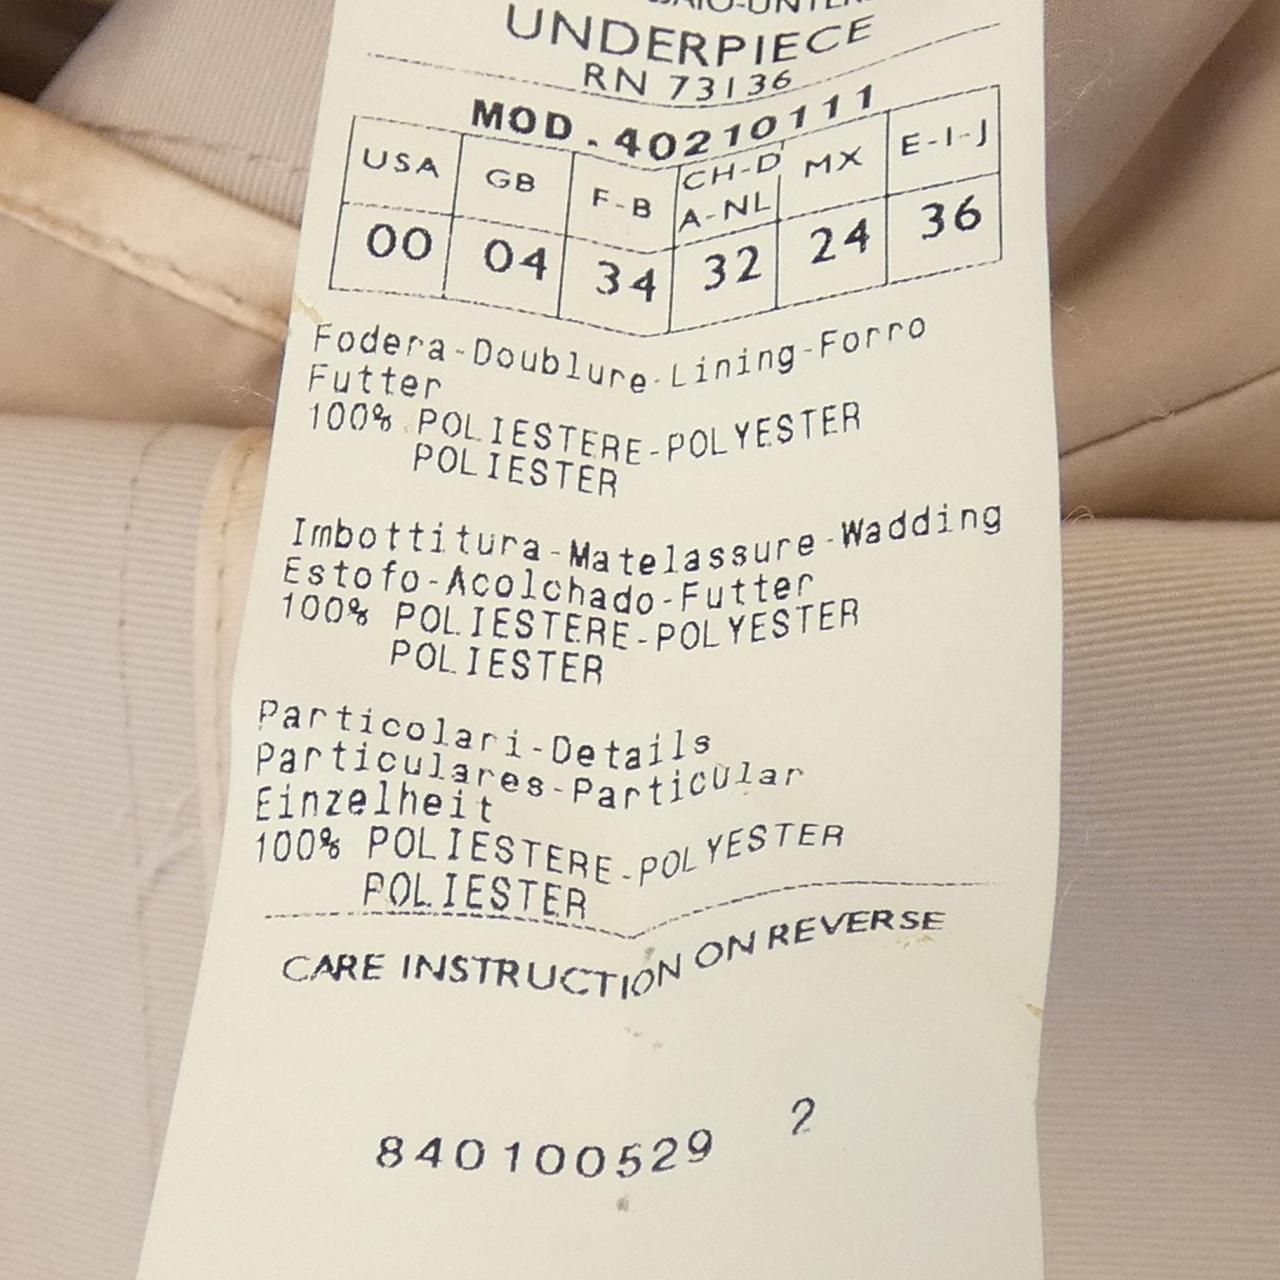 UNDERPIECE
RN 73136
MOD.40210111
USA GB F-B CH-D A-NL MX E-I-J
00 04 34 32 24 36
Fodera-Doublure-Lining-Forro
Futter
100% POLIESTERE-POLYESTER
POLIESTER
Imbottitura-Matelassure-Wadding
Estofo-Acolchado-Futter
100% POLIESTERE-POLYESTER
POLIESTER
Particolari-Details
Particulares-Particular
Einzelheit
100% POLIESTERE-POLYESTER
POLIESTER
CARE INSTRUCTION ON REVERSE
840100529 2